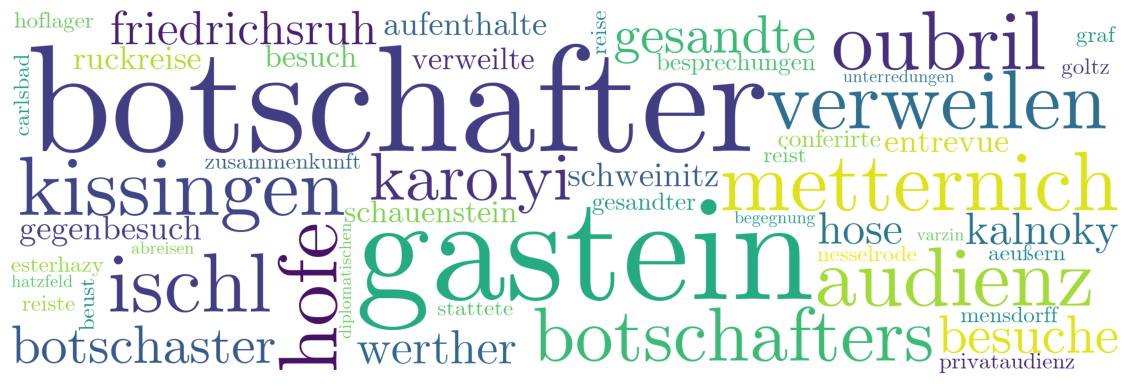 hoflager
friedrichsruh
aufenthalte
reise
gesandte
oubril
graf
ruckreise
besuch
verweilte
besprechungen
unterredungen
goltz
carlsbad
botschafter
verweilen
conferirte
entrevue
zusammenkunft
reist
kissingen
karolyi
schweinitz
metternich
gesandter
schauenstein
begegnung
gegenbesuch
hose
varzin
kalnoky
abreisen
hofe
diplomatischen
gastein
nesselrode
aeußern
esterhazy
hatzfeld
ischl
audienz
reiste
beust
stattete
mensdorff
botschaster
werther
botschafters
besuche
privataudienz